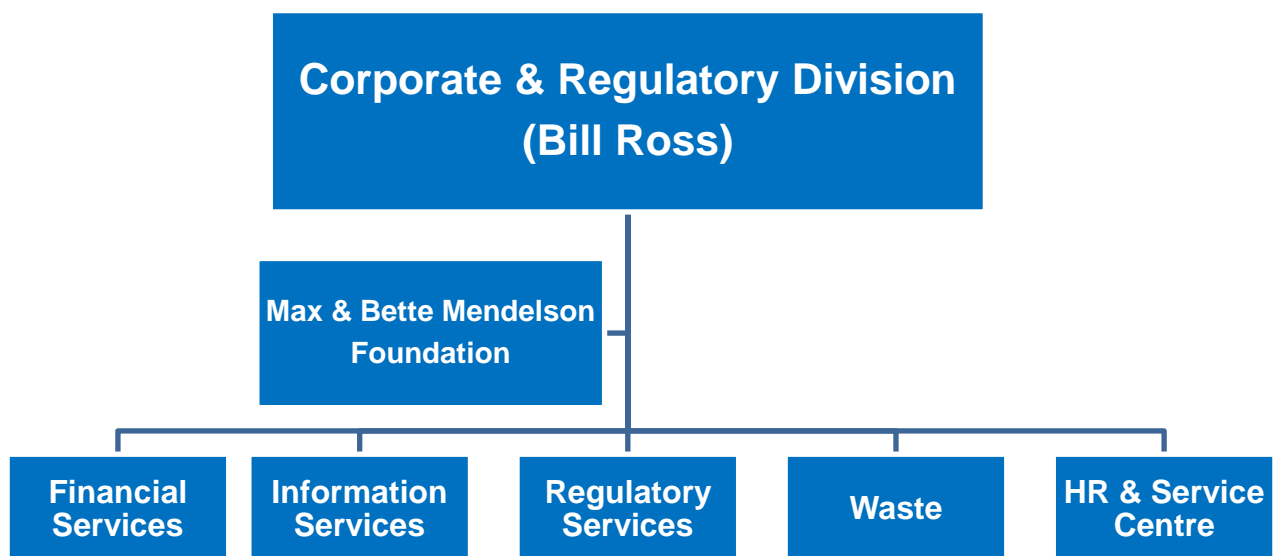 Corporate & Regulatory Division
(Bill Ross)
Max & Bette Mendelson
Foundation
Financial
Services
Information
Services
Regulatory
Services
Waste
HR & Service
Centre